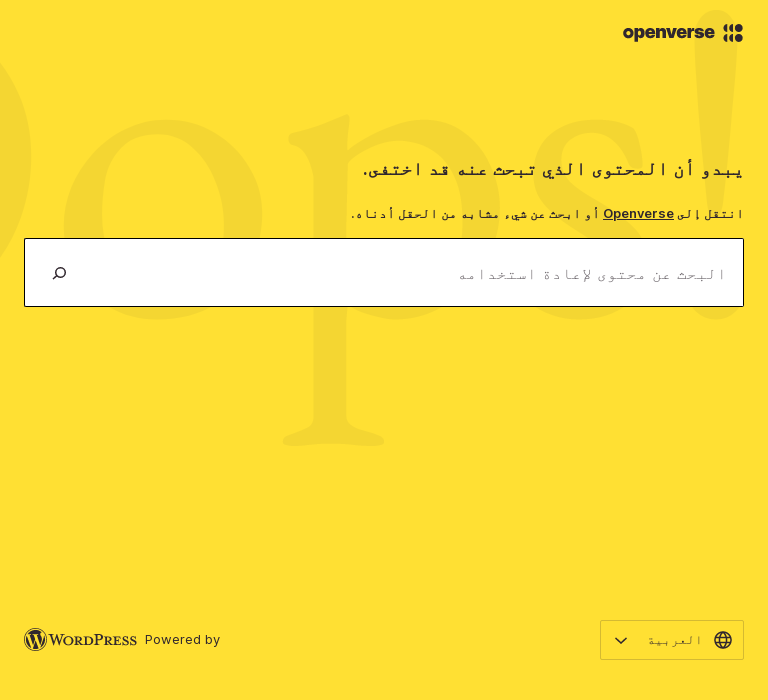 openverse
Oops!
يبدو أن المحتوى الذي تبحث عنه قد اختفى.
انتقل إلى Openverse أو ابحث عن شيء مشابه من الحقل أدناه.
البحث عن محتوى لإعادة استخدامه
العربية
Powered by WORDPRESS